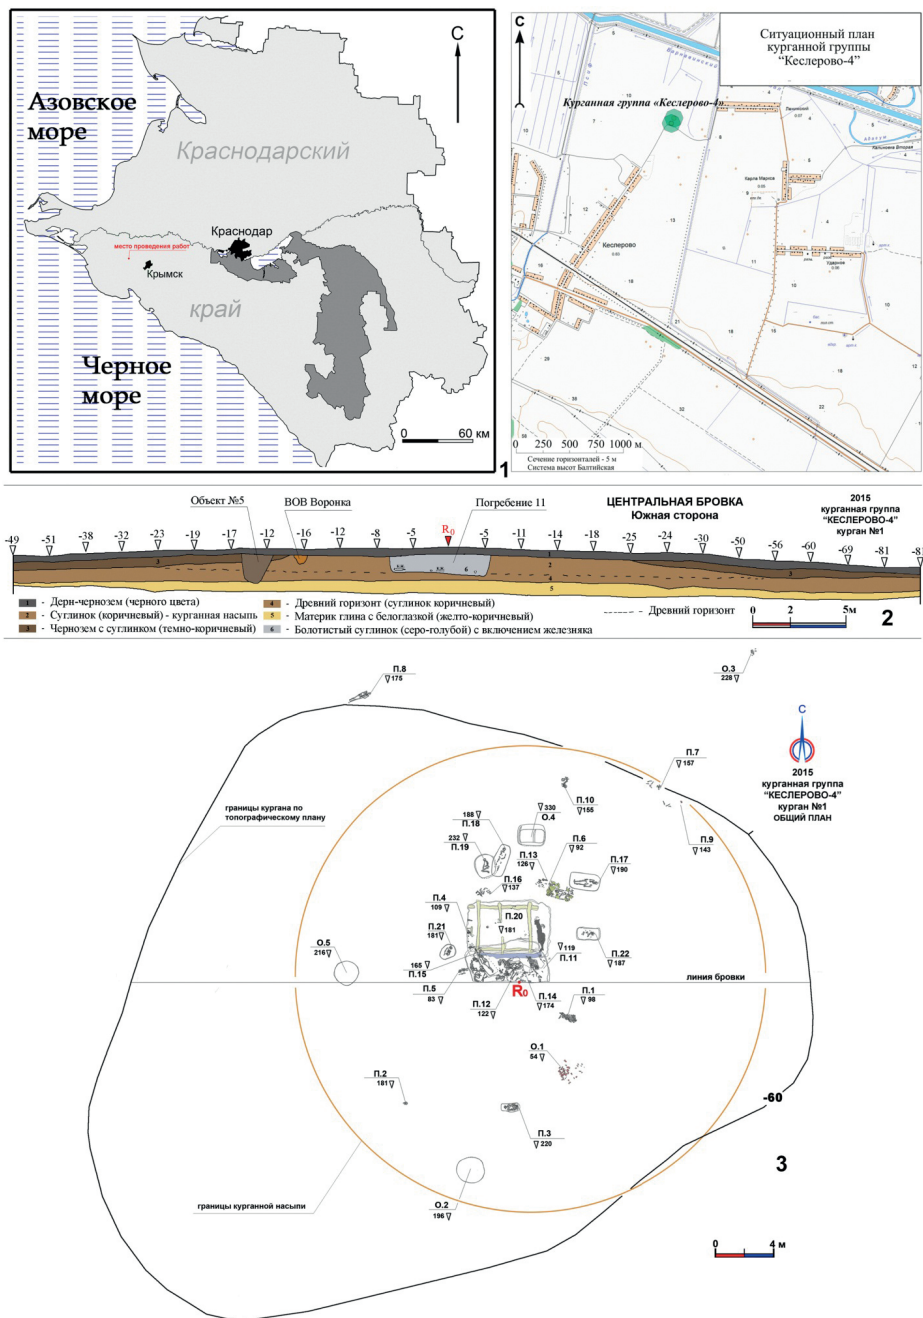 С
Азовское
море
Краснодарский
Краснодар
место проведения работ
Крымск
край
Черное
море
0 60 км
1
С
Ситуационный план
курганной группы
“Кеслерово-4”
Курганная группа «Кеслерово-4»
Карла Маркса
Кеслерово
Ударная
0 250 500 750 1000 м
Сечение горизонталей - 5 м
Система высот Балтийская
Объект №5
ВОВ Воронка
Погребение 11
ЦЕНТРАЛЬНАЯ БРОВКА
Южная сторона
2015
курганная группа
“КЕСЛЕРОВО-4”
курган №1
R0
-49 -51 -38 -32 -23 -19 -17 -12 -16 -12 -5 -5 -11 -14 -18 -25 -24 -30 -50 -56 -60 -69 -81 -81
1 2 3 4 5 6
1 - Дерн-чернозем (черного цвета)
2 - Суглинок (коричневый) - курганная насыпь
3 - Чернозем с суглинком (темно-коричневый)
4 - Древний горизонт (суглинок коричневый)
5 - Материк глина с белоглазкой (желто-коричневый)
6 - Болотистый суглинок (серо-голубой) с включением железняка
Древний горизонт
0 2 5м
2
П.8
175
О.3
228
С
2015
курганная группа
“КЕСЛЕРОВО-4”
курган №1
ОБЩИЙ ПЛАН
П.7
157
П.9
143
границы кургана по
топографическому плану
П.10
155
330
О.4
188
П.18
232
П.19
П.6
92
П.13
126
П.17
190
П.16
137
П.4
109
П.20
181
П.21
181
О.5
216
119
П.11
П.22
187
165
П.15
линия бровки
П.5
83
П.12
122
R0
П.14
174
П.1
98
О.1
54
П.2
181
П.3
220
-60
О.2
196
границы курганной насыпи
3
0 4 м